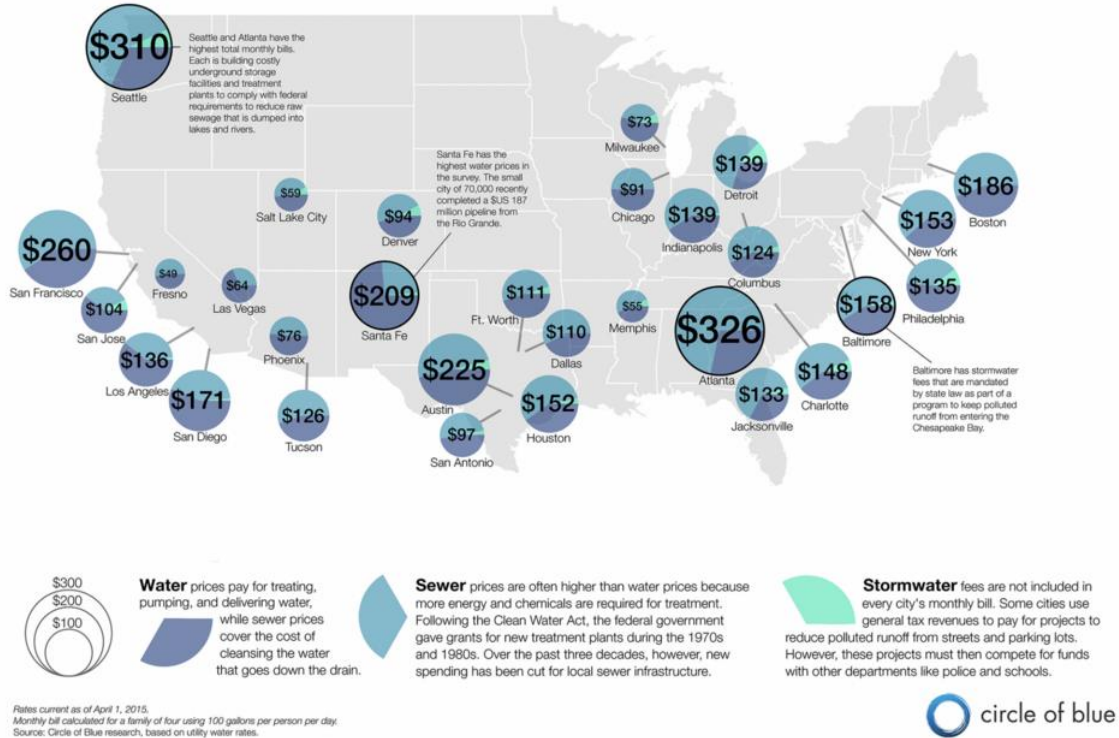 $310
Seattle
Seattle and Atlanta have the
highest total monthly bills.
Each is building costly
underground storage
facilities and treatment
plants to comply with federal
requirements to reduce raw
sewage that is dumped into
lakes and rivers.
Santa Fe has the
highest water prices in
the survey. The small
city of 70,000 recently
completed a $US 187
million pipeline from
the Rio Grande.
$73
Milwaukee
$139
Detroit
$91
Chicago
$139
Indianapolis
$124
Columbus
$186
Boston
$153
New York
$135
Philadelphia
$158
Baltimore
Baltimore has stormwater
fees that are mandated
by state law as part of a
program to keep polluted
runoff from entering the
Chesapeake Bay.
$59
Salt Lake City
$94
Denver
$260
San Francisco
$49
Fresno
$64
Las Vegas
$104
San Jose
$136
Los Angeles
$171
San Diego
$76
Phoenix
$126
Tucson
$209
Santa Fe
$111
Ft. Worth
$110
Dallas
$55
Memphis
$326
Atlanta
$225
Austin
$152
Houston
$97
San Antonio
$133
Jacksonville
$148
Charlotte
$300
$200
$100
Water prices pay for treating,
pumping, and delivering water,
while sewer prices
cover the cost of
cleansing the water
that goes down the drain.
Sewer prices are often higher than water prices because
more energy and chemicals are required for treatment.
Following the Clean Water Act, the federal government
gave grants for new treatment plants during the 1970s
and 1980s. Over the past three decades, however, new
spending has been cut for local sewer infrastructure.
Stormwater fees are not included in
every city's monthly bill. Some cities use
general tax revenues to pay for projects to
reduce polluted runoff from streets and parking lots.
However, these projects must then compete for funds
with other departments like police and schools.
Rates current as of April 1, 2015.
Monthly bill calculated for a family of four using 100 gallons per person per day.
Source: Circle of Blue research, based on utility water rates.
circle of blue